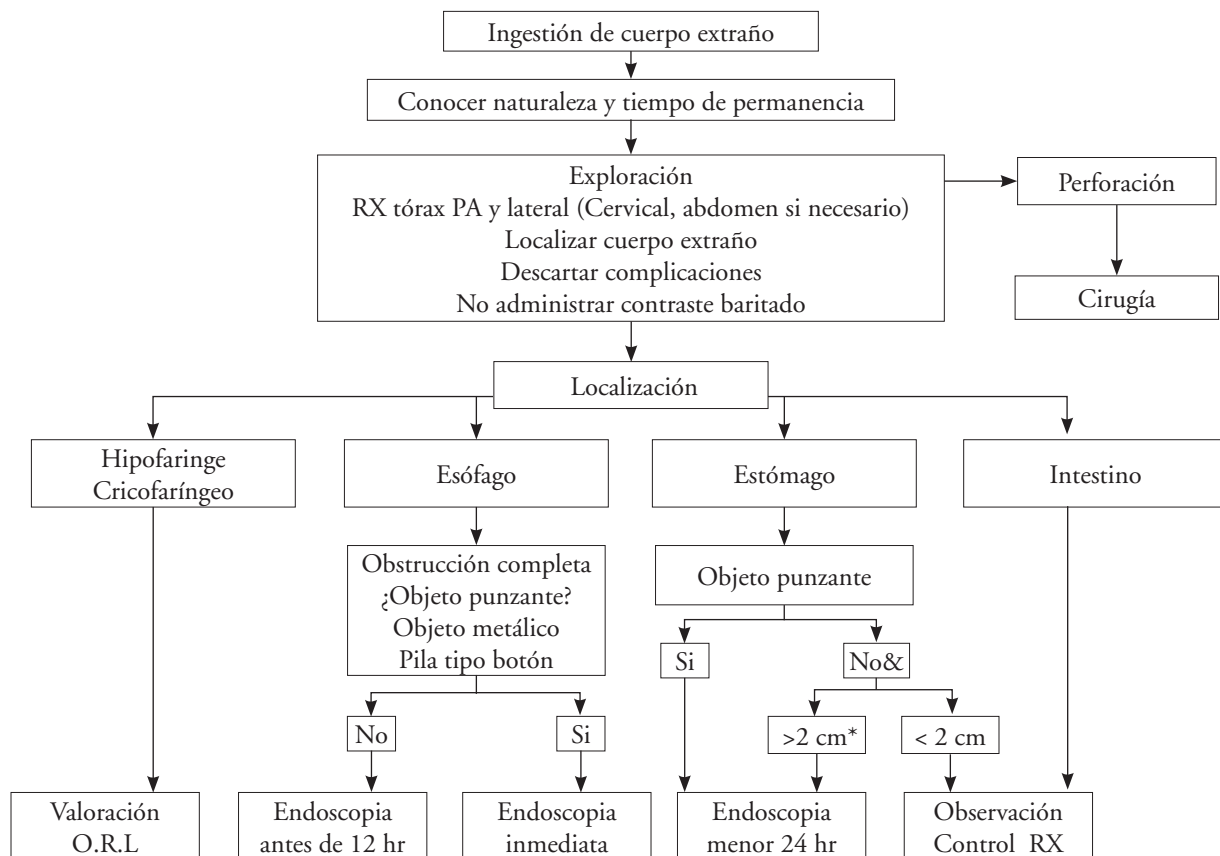 Ingestión de cuerpo extraño
Conocer naturaleza y tiempo de permanencia
Exploración
RX tórax PA y lateral (Cervical, abdomen si necesario)
Localizar cuerpo extraño
Descartar complicaciones
No administrar contraste baritado
Perforación
Cirugía
Localización
Hipofaringe
Cricofaríngeo
Esófago
Estómago
Intestino
Obstrucción completa
¿Objeto punzante?
Objeto metálico
Pila tipo botón
Objeto punzante
Si
No&
No
Si
>2 cm*
< 2 cm
Valoración
O.R.L
Endoscopia
antes de 12 hr
Endoscopia
inmediata
Endoscopia
menor 24 hr
Observación
Control RX